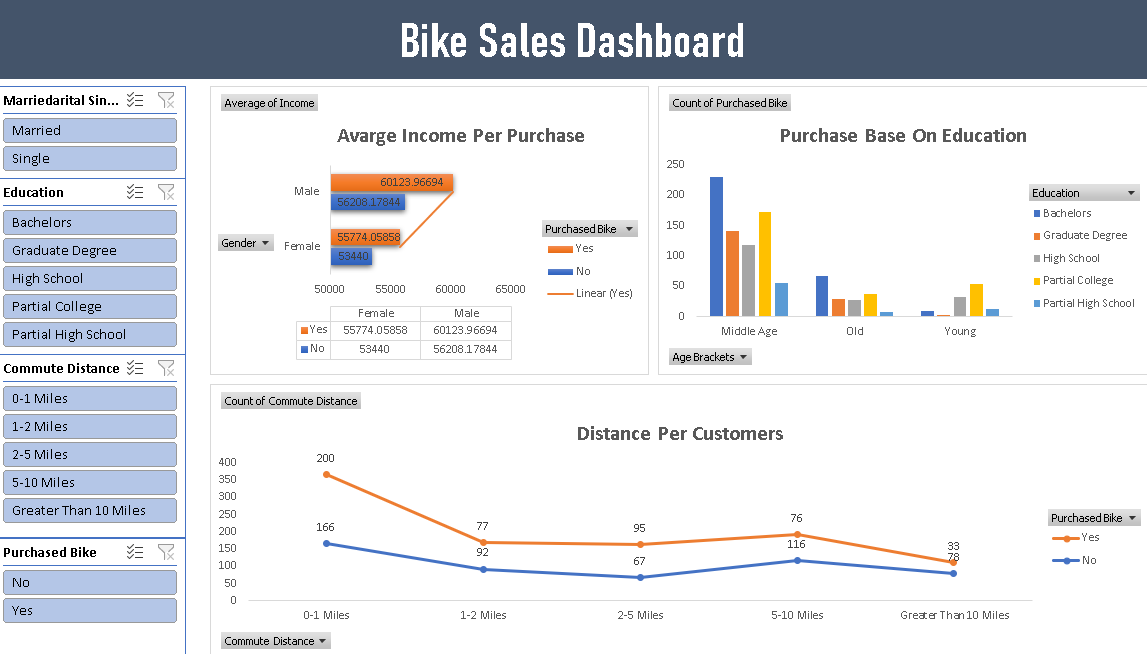 Bike Sales Dashboard
Marriedarital Sin...
Married
Single
Education
Bachelors
Graduate Degree
High School
Partial College
Partial High School
Commute Distance
0-1 Miles
1-2 Miles
2-5 Miles
5-10 Miles
Greater Than 10 Miles
Purchased Bike
No
Yes
Average of Income
Avarge Income Per Purchase
Male
60123.96694
56208.17844
Gender
Female
55774.05858
53440
50000 55000 60000 65000
Purchased Bike
Yes
No
Linear (Yes)
Female Male
Yes 55774.05858 60123.96694
No 53440 56208.17844
Count of Purchased Bike
Purchase Base On Education
250
200
150
100
50
0
Middle Age Old Young
Age Brackets
Education
Bachelors
Graduate Degree
High School
Partial College
Partial High School
Count of Commute Distance
Distance Per Customers
400
350
300
250
200
150
100
50
0
200 77 95 76 33
166 92 67 116 78
0-1 Miles 1-2 Miles 2-5 Miles 5-10 Miles Greater Than 10 Miles
Purchased Bike
Yes
No
Commute Distance